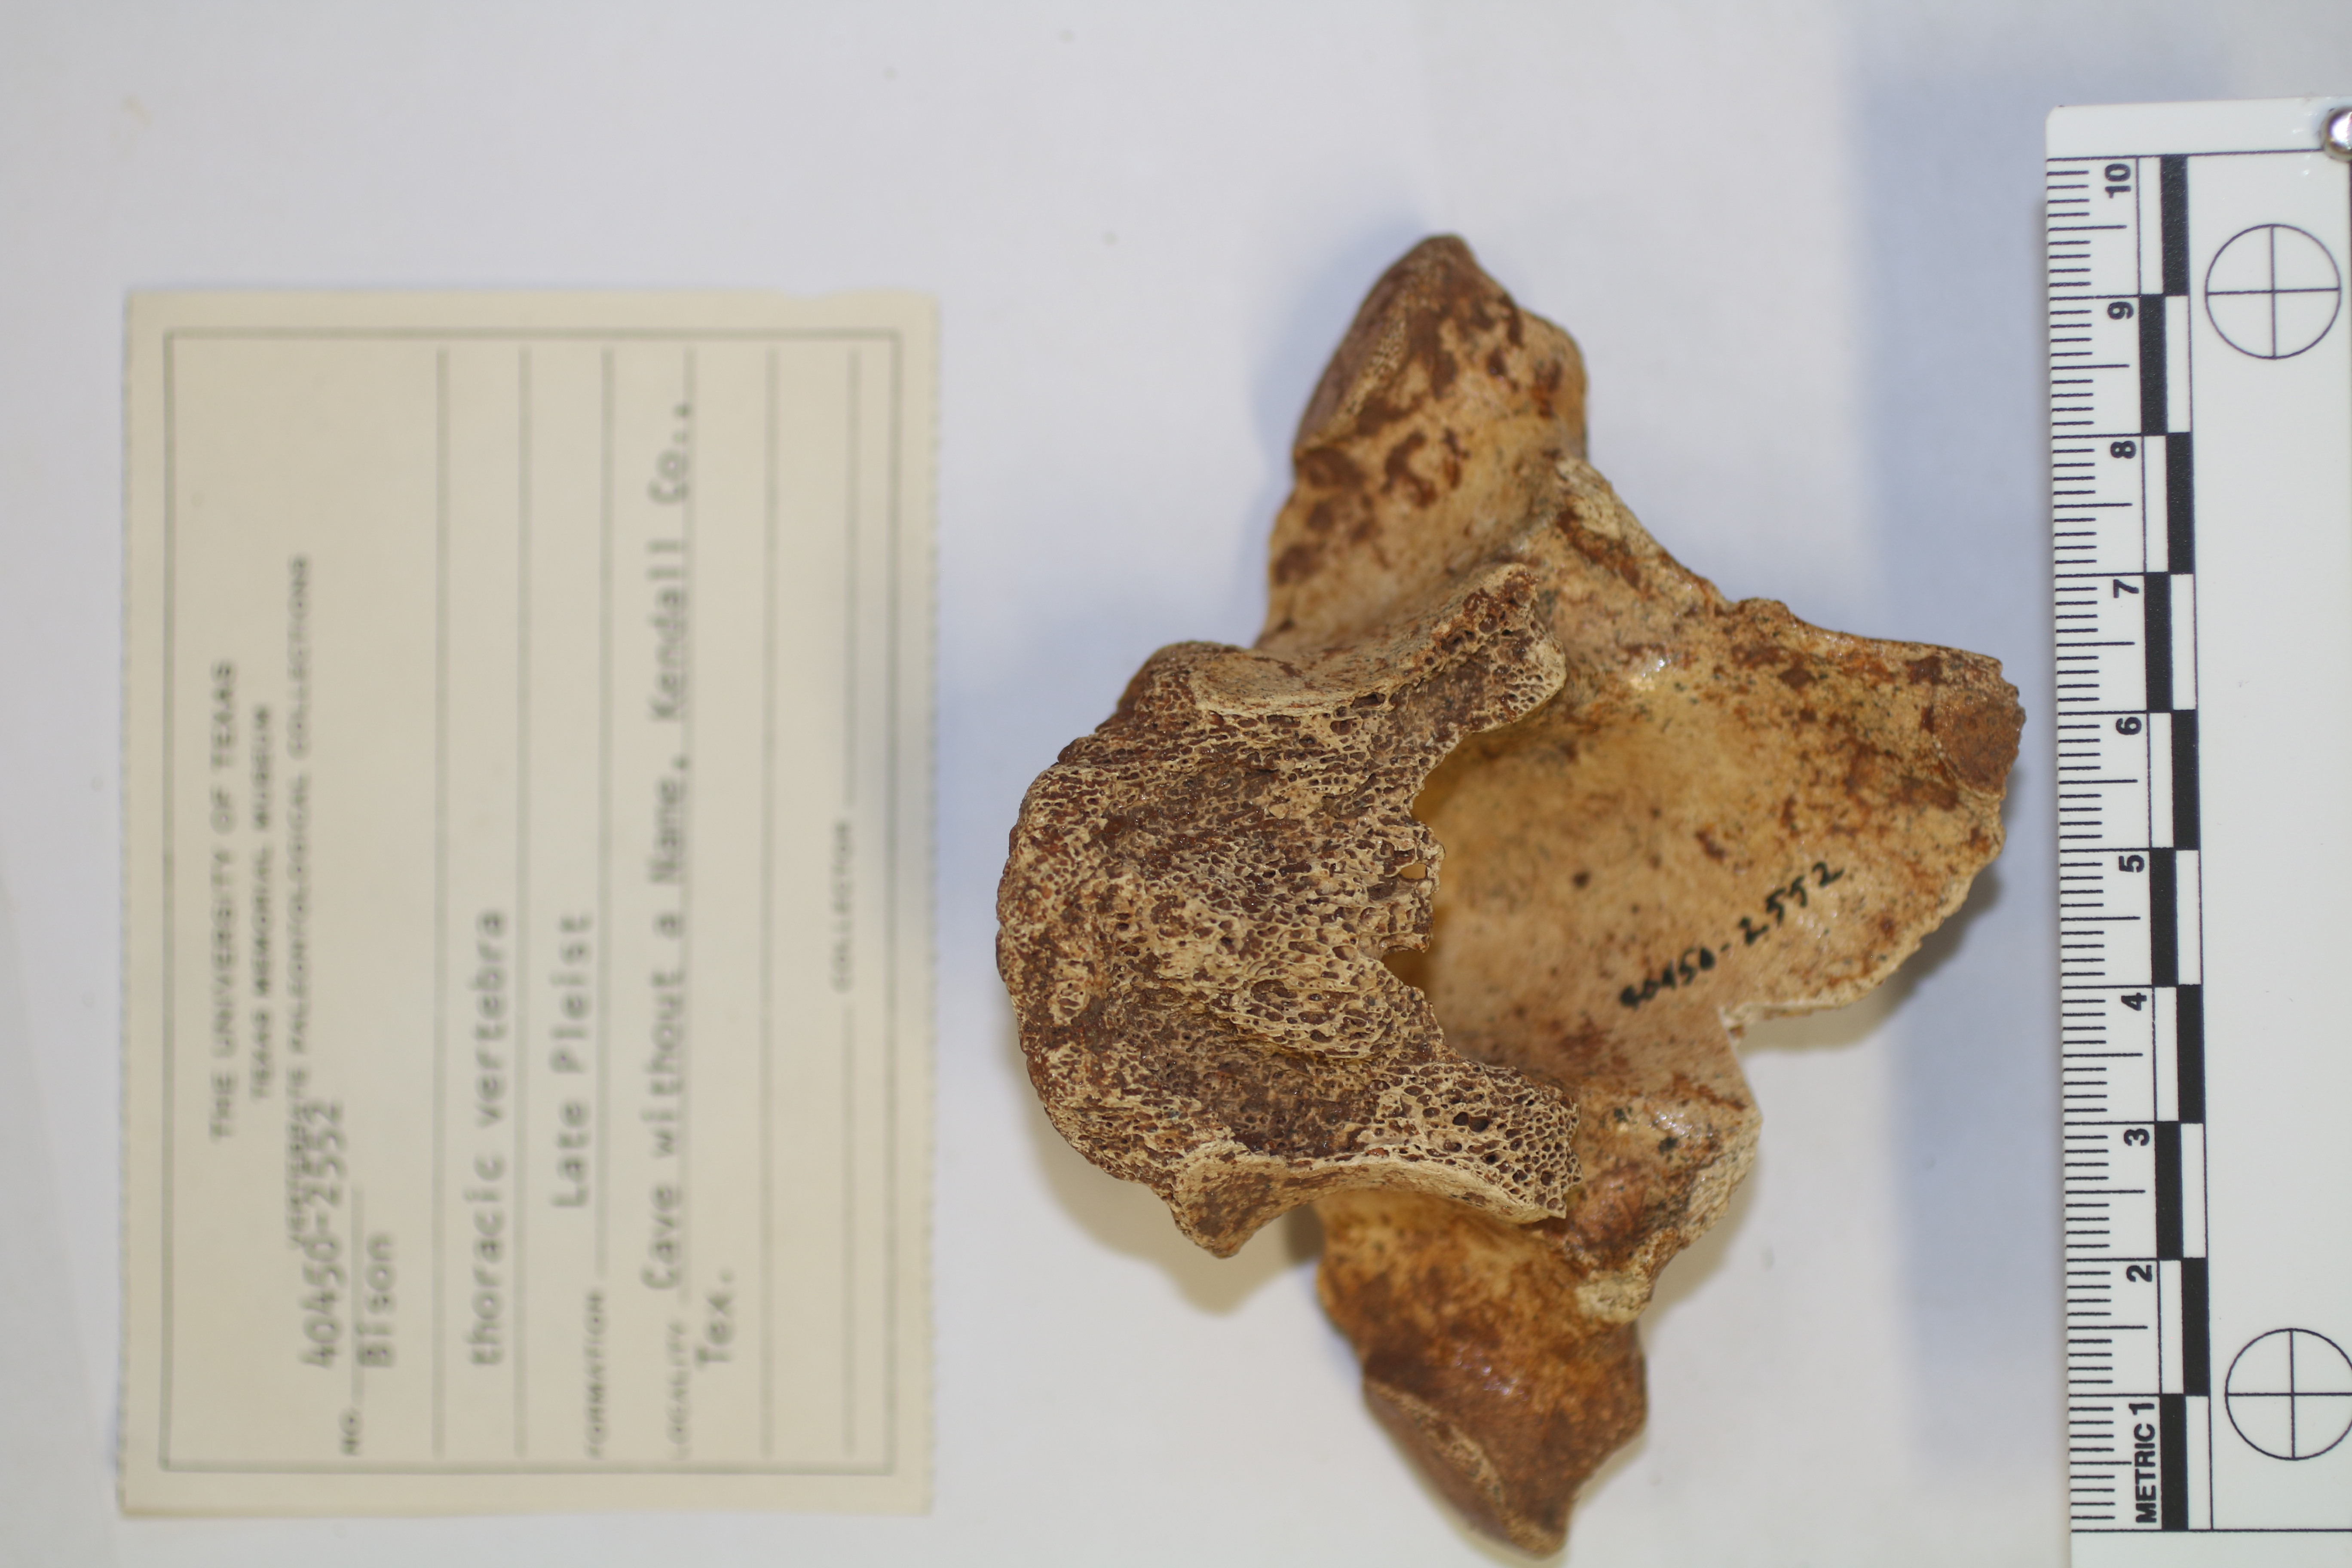 THE UNIVERSITY OF TEXAS
TEXAS MEMORIAL MUSEUM
VERTEBRATE PALEONTOLOGICAL COLLECTIONS
NO. 40450-2552
Bison
thoracic vertebra
FORMATION Late Pleist
LOCALITY Cave without a Name, Kendall Co.,
Tex.
COLLECTOR
40450-2552
METRIC 1 2 3 4 5 6 7 8 9 10